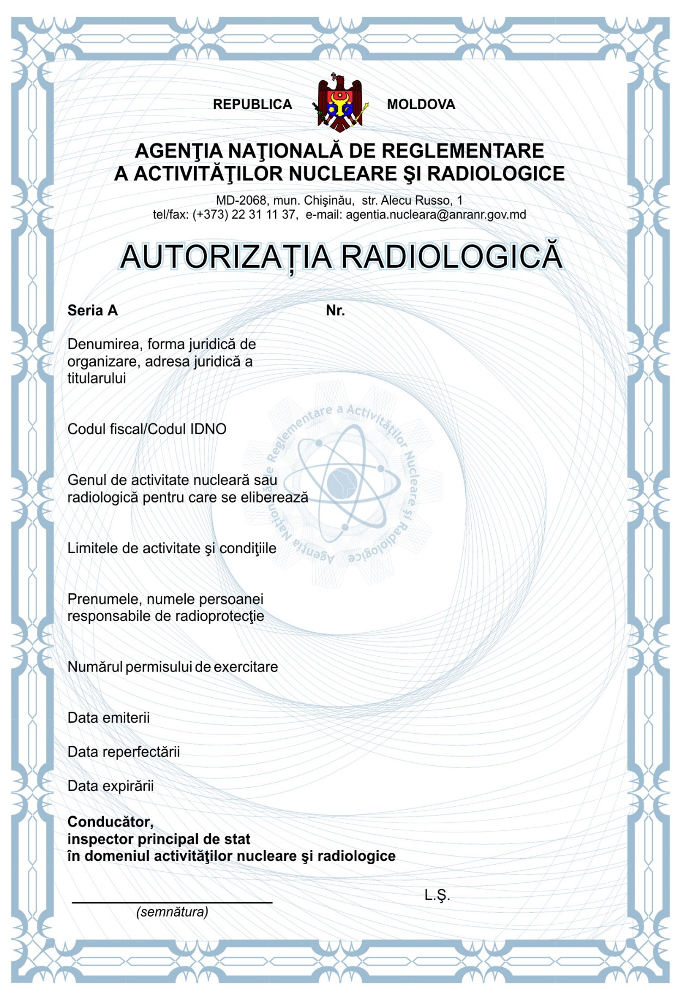 REPUBLICA MOLDOVA
AGENŢIA NAŢIONALĂ DE REGLEMENTARE
A ACTIVITĂŢILOR NUCLEARE ŞI RADIOLOGICE
MD-2068, mun. Chişinău, str. Alecu Russo, 1
tel/fax: (+373) 22 31 11 37, e-mail: agentia.nucleara@anranr.gov.md
AUTORIZAȚIA RADIOLOGICĂ
Seria A Nr.
Denumirea, forma juridică de
organizare, adresa juridică a
titularului
Codul fiscal/Codul IDNO
Genul de activitate nucleară sau
radiologică pentru care se eliberează
Agenția Națională de Reglementare a Activităților Nucleare și Radiologice
Limitele de activitate şi condiţiile
Prenumele, numele persoanei
responsabile de radioprotecţie
Numărul permisului de exercitare
Data emiterii
Data reperfectării
Data expirării
Conducător,
inspector principal de stat
în domeniul activităţilor nucleare şi radiologice
L.Ş.
(semnătura)